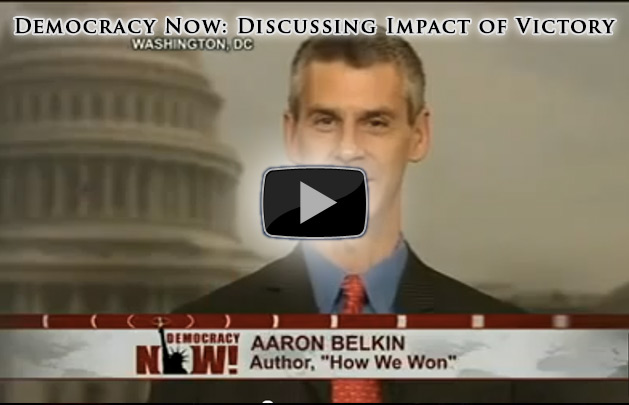 Democracy Now: Discussing Impact of Victory
WASHINGTON, DC
DEMOCRACY
NOW!
AARON BELKIN
Author, "How We Won"